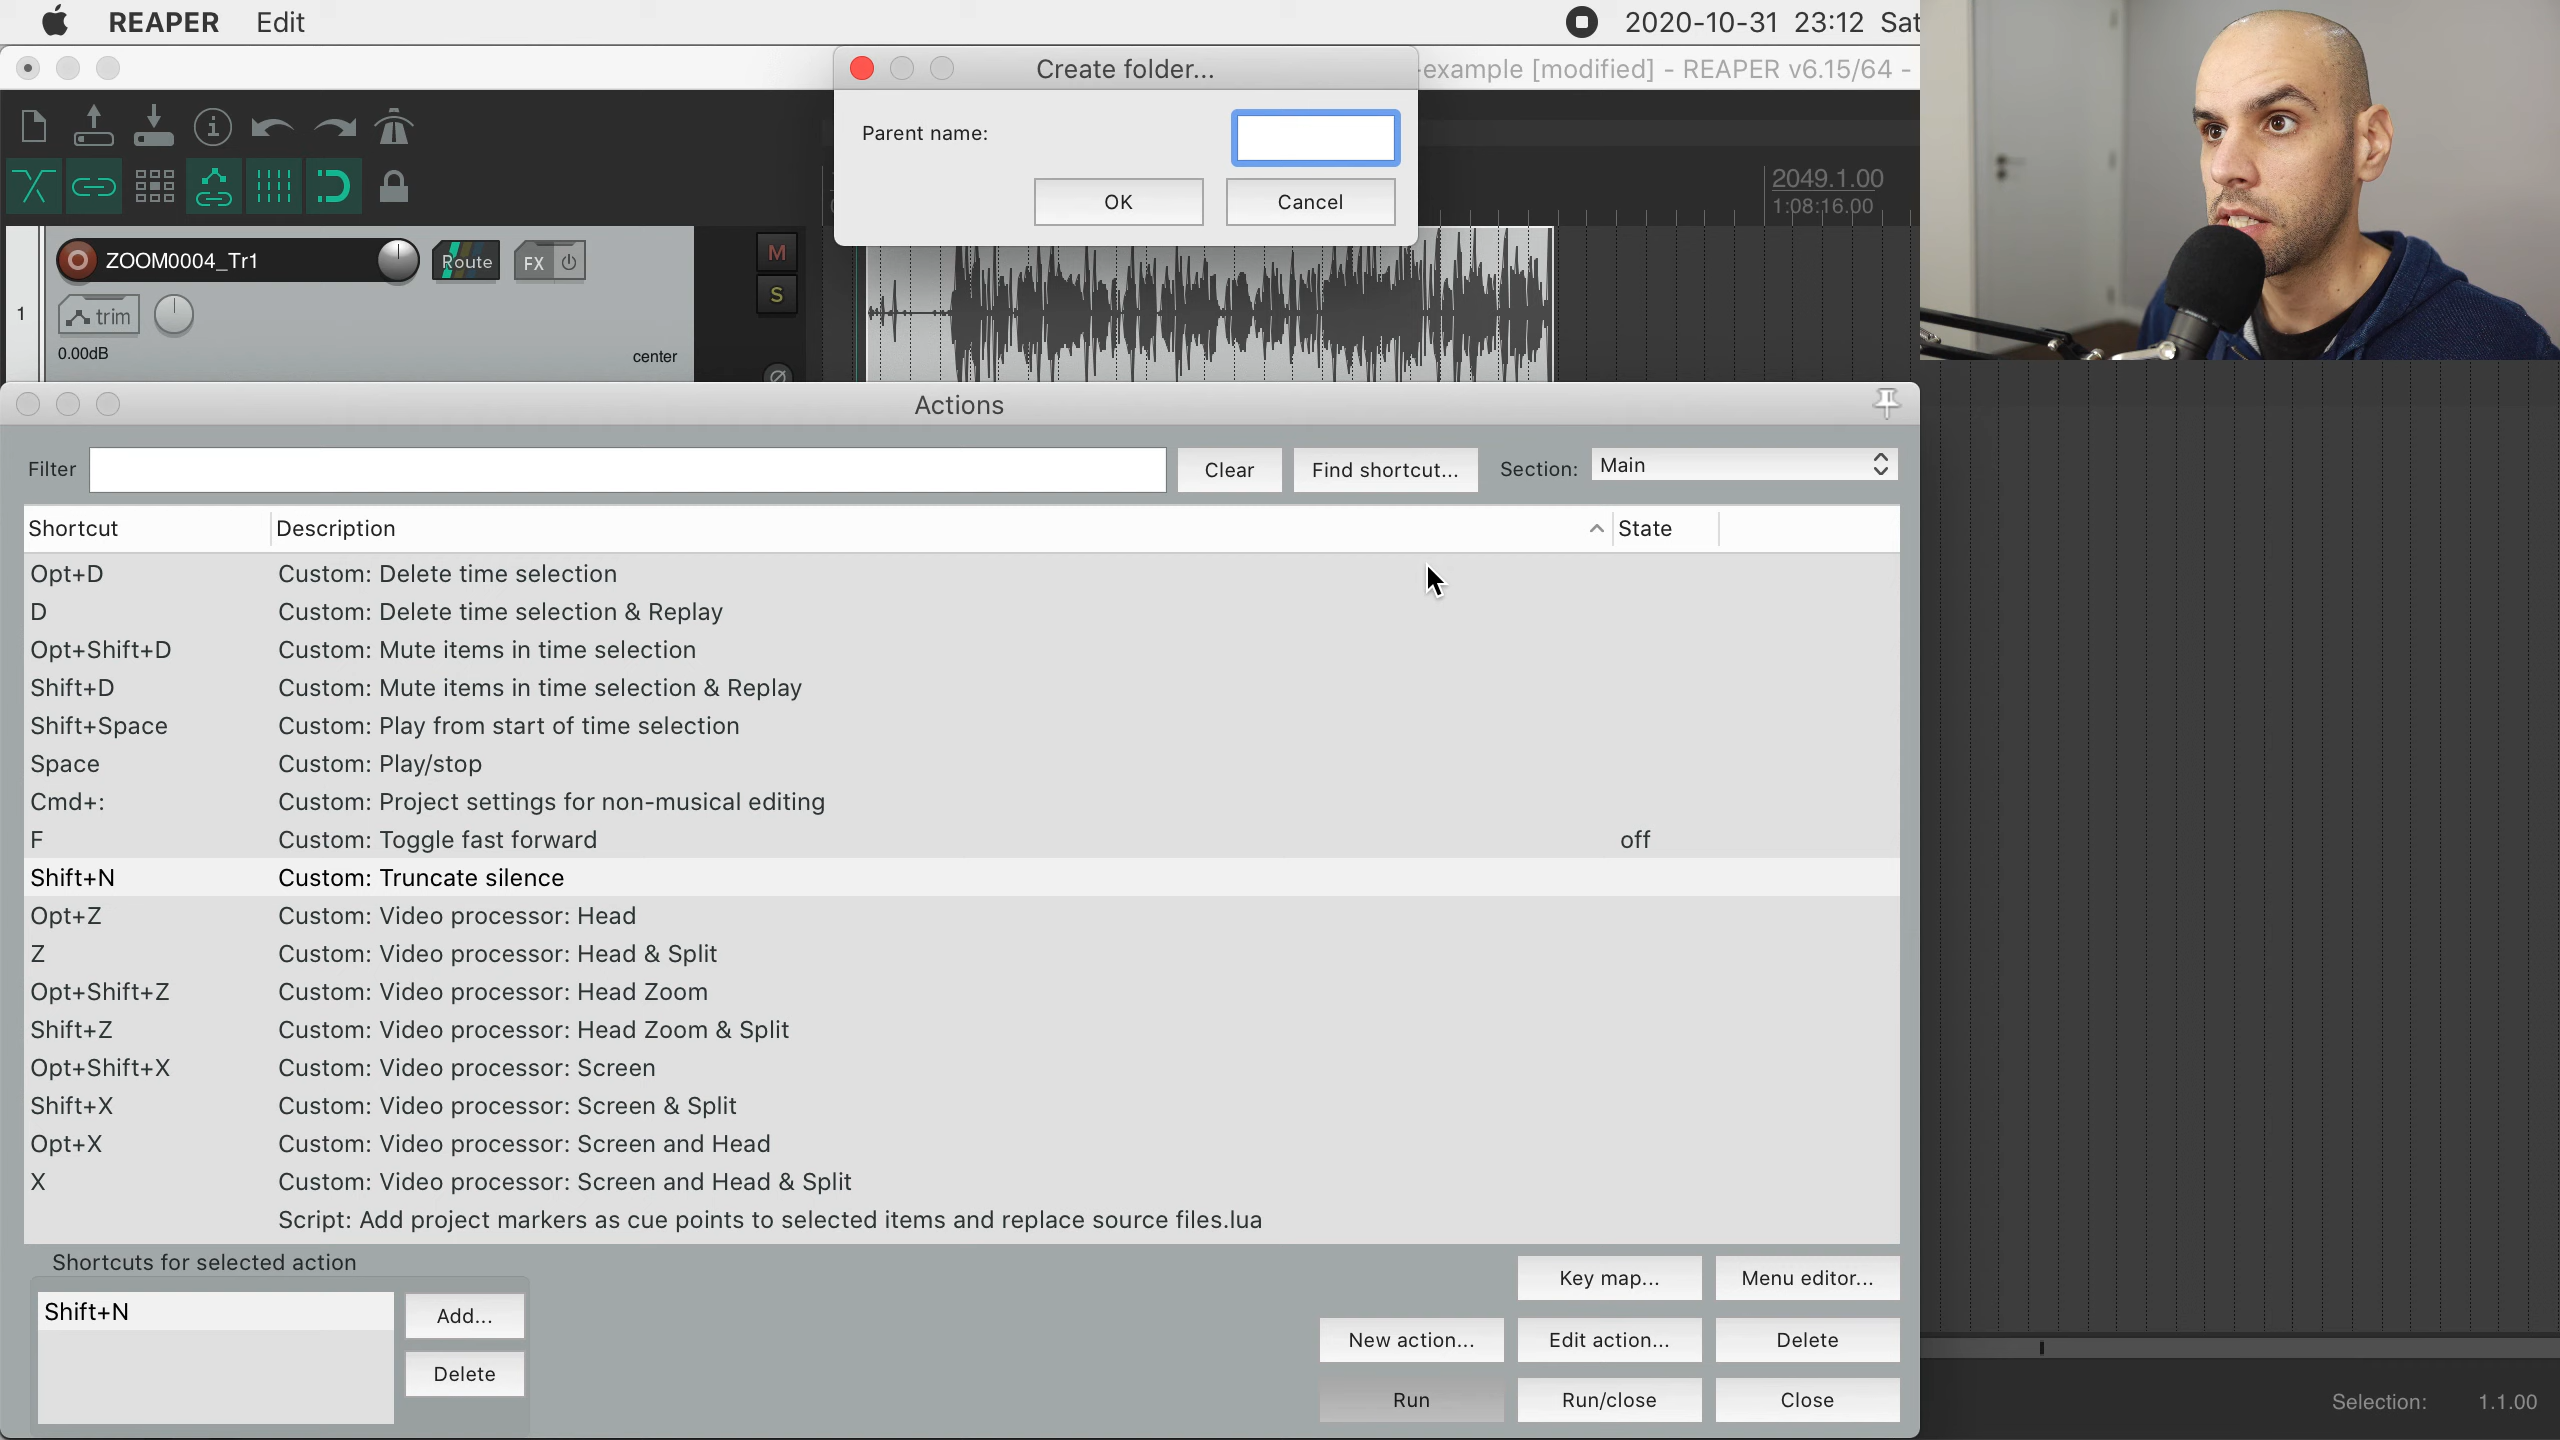 REAPER Edit
2020-10-31 23:12 Sat
Create folder...
-example [modified] - REAPER v6.15/64 -
Parent name:
OK Cancel
2049.1.00
1:08:16.00
ZOOM0004_Tr1 Route FX M
S
1 trim
0.00dB center
Actions
Filter Clear Find shortcut... Section: Main
Shortcut Description State
Opt+D Custom: Delete time selection
D Custom: Delete time selection & Replay
Opt+Shift+D Custom: Mute items in time selection
Shift+D Custom: Mute items in time selection & Replay
Shift+Space Custom: Play from start of time selection
Space Custom: Play/stop
Cmd+: Custom: Project settings for non-musical editing
F Custom: Toggle fast forward off
Shift+N Custom: Truncate silence
Opt+Z Custom: Video processor: Head
Z Custom: Video processor: Head & Split
Opt+Shift+Z Custom: Video processor: Head Zoom
Shift+Z Custom: Video processor: Head Zoom & Split
Opt+Shift+X Custom: Video processor: Screen
Shift+X Custom: Video processor: Screen & Split
Opt+X Custom: Video processor: Screen and Head
X Custom: Video processor: Screen and Head & Split
Script: Add project markers as cue points to selected items and replace source files.lua
Shortcuts for selected action
Shift+N Add...
Delete
Key map... Menu editor...
New action... Edit action... Delete
Run Run/close Close
Selection: 1.1.00